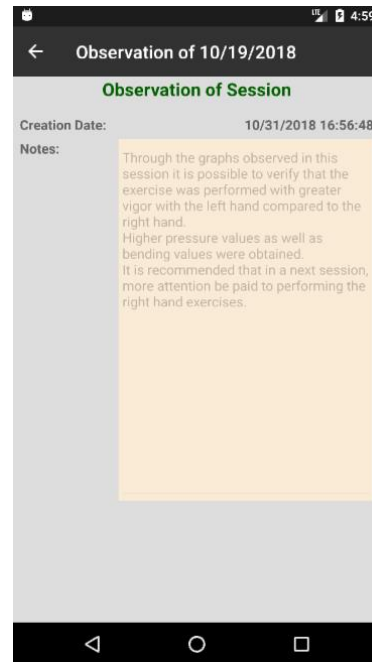 LTE 4:59
Observation of 10/19/2018
Observation of Session
Creation Date: 10/31/2018 16:56:48
Notes:
Through the graphs observed in this
session it is possible to verify that the
exercise was performed with greater
vigor with the left hand compared to the
right hand.
Higher pressure values as well as
bending values were obtained.
It is recommended that in a next session,
more attention be paid to performing the
right hand exercises.